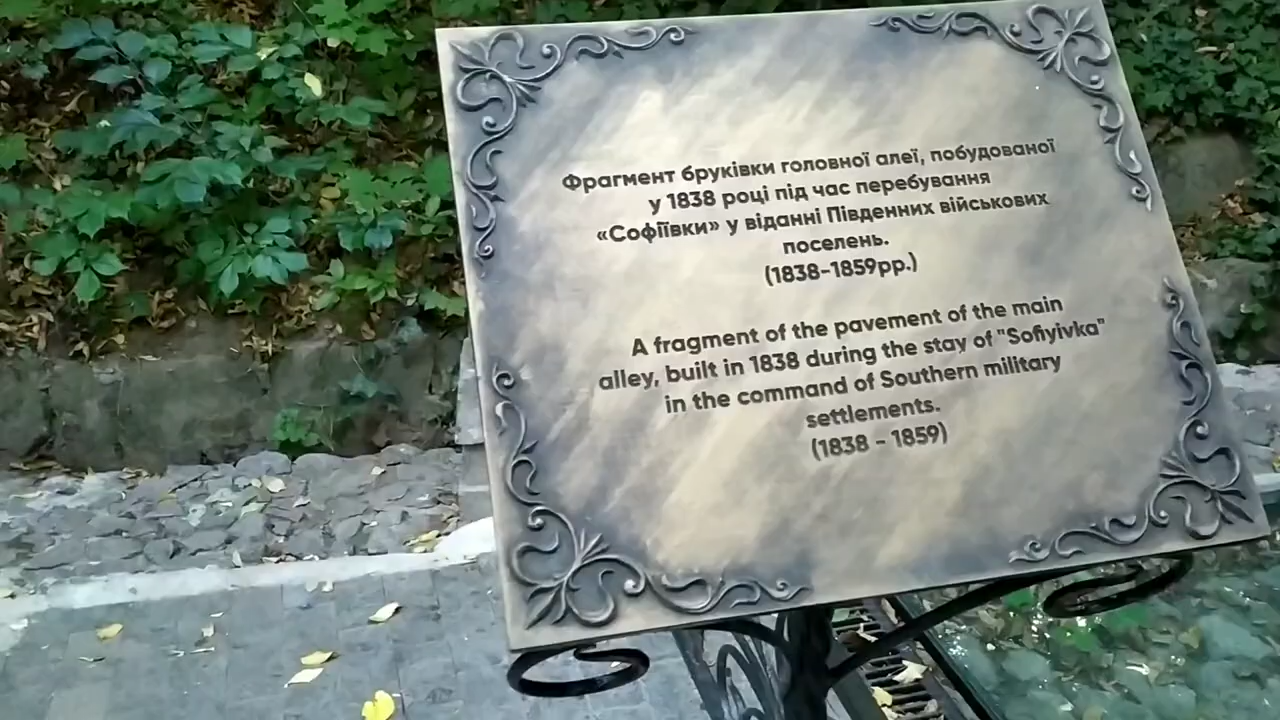 Фрагмент бруківки головної алеї, побудованої
у 1838 році під час перебування
«Софіївки» у віданні Південних військових
поселень.
(1838-1859рр.)
A fragment of the pavement of the main
alley, built in 1838 during the stay of "Sofiyivka"
in the command of Southern military
settlements.
(1838 - 1859)